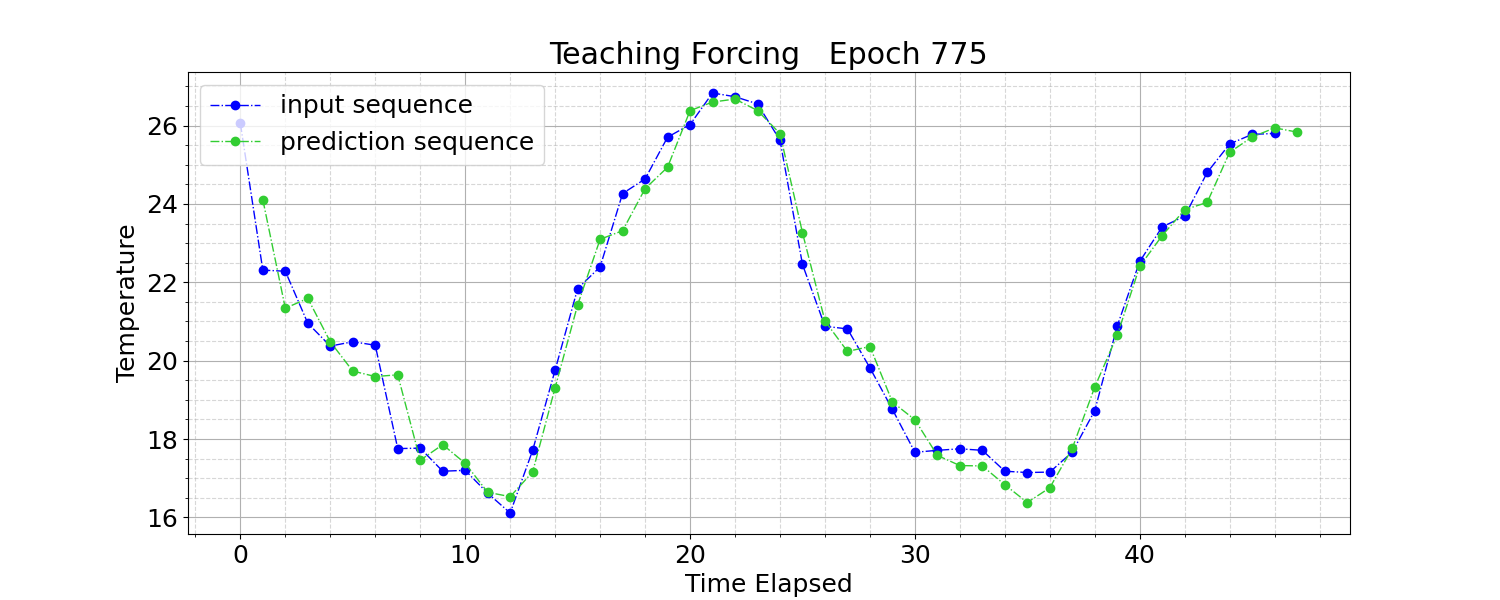 Teaching Forcing   Epoch 775
input sequence
prediction sequence
Temperature
26
24
22
20
18
16
0 10 20 30 40
Time Elapsed